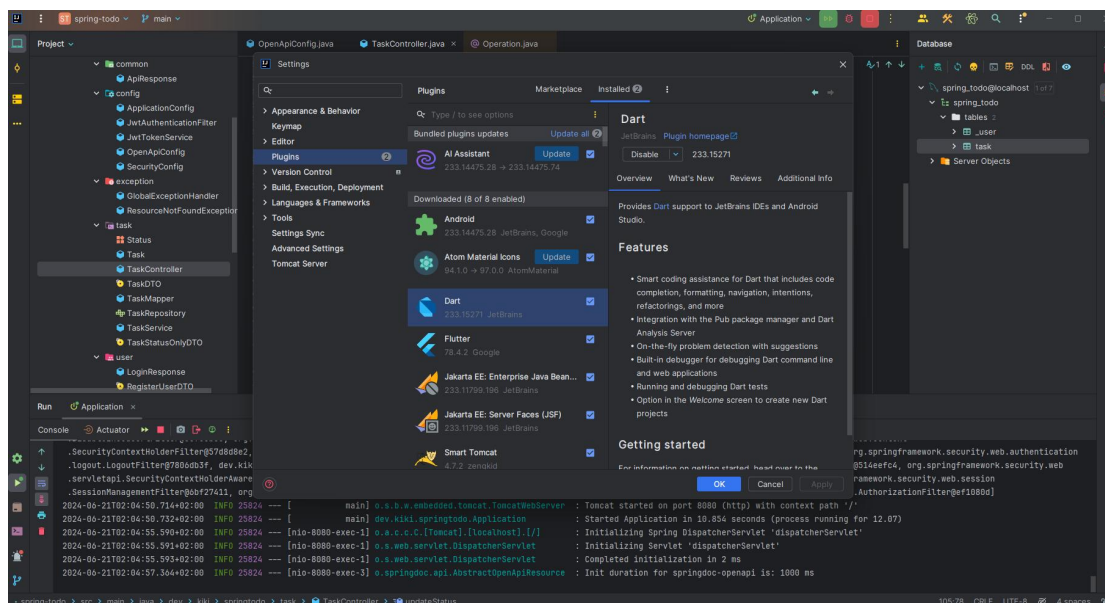 ST spring-todo
main
Application
Project
OpenApiConfig.java
TaskController.java
Operation.java
Database
common
ApiResponse
config
ApplicationConfig
JwtAuthenticationFilter
JwtTokenService
OpenApiConfig
SecurityConfig
exception
GlobalExceptionHandler
ResourceNotFoundException
task
Status
Task
TaskController
TaskDTO
TaskMapper
TaskRepository
TaskService
TaskStatusOnlyDTO
user
LoginResponse
RegisterUserDTO
Settings
Appearance & Behavior
Keymap
Editor
Plugins 2
Version Control
Build, Execution, Deployment
Languages & Frameworks
Tools
Settings Sync
Advanced Settings
Tomcat Server
Plugins
Marketplace
Installed 2
Type / to see options
Bundled plugins updates Update all 2
AI Assistant Update
233.14475.28 → 233.14475.74
Downloaded (8 of 8 enabled)
Android
233.14475.28 JetBrains, Google
Atom Material Icons Update
94.1.0 → 97.0.0 AtomMaterial
Dart
233.15271 JetBrains
Flutter
78.4.2 Google
Jakarta EE: Enterprise Java Bean...
233.11799.196 JetBrains
Jakarta EE: Server Faces (JSF)
233.11799.196 JetBrains
Smart Tomcat
4.7.2 zengkid
Dart
JetBrains Plugin homepage
Disable 233.15271
Overview What's New Reviews Additional Info
Provides Dart support to JetBrains IDEs and Android
Studio.
Features
• Smart coding assistance for Dart that includes code
completion, formatting, navigation, intentions,
refactorings, and more
• Integration with the Pub package manager and Dart
Analysis Server
• On-the-fly problem detection with suggestions
• Built-in debugger for debugging Dart command line
and web applications
• Running and debugging Dart tests
• Option in the Welcome screen to create new Dart
projects
Getting started
For information on getting started, head over to the
OK Cancel Apply
1
DDL
spring_todo@localhost 1 of 7
spring_todo
tables 2
_user
task
Server Objects
Run Application
Console Actuator
.SecurityContextHolderFilter@57d8d8e2,
rg.springframework.security.web.authentication
.logout.LogoutFilter@7806db3f, dev.kik
@514eefc4, org.springframework.security.web
.servletapi.SecurityContextHolderAware
ramework.security.web.session
.SessionManagementFilter@6bf27411, org
.AuthorizationFilter@ef1080d]
2024-06-21T02:04:50.714+02:00 INFO 25824 --- [ main] o.s.b.w.embedded.tomcat.TomcatWebServer : Tomcat started on port 8080 (http) with context path '/'
2024-06-21T02:04:50.732+02:00 INFO 25824 --- [ main] dev.kiki.springtodo.Application : Started Application in 10.854 seconds (process running for 12.07)
2024-06-21T02:04:55.590+02:00 INFO 25824 --- [nio-8080-exec-1] o.a.c.c.C.[Tomcat].[localhost].[/] : Initializing Spring DispatcherServlet 'dispatcherServlet'
2024-06-21T02:04:55.591+02:00 INFO 25824 --- [nio-8080-exec-1] o.s.web.servlet.DispatcherServlet : Initializing Servlet 'dispatcherServlet'
2024-06-21T02:04:55.593+02:00 INFO 25824 --- [nio-8080-exec-1] o.s.web.servlet.DispatcherServlet : Completed initialization in 2 ms
2024-06-21T02:04:57.364+02:00 INFO 25824 --- [nio-8080-exec-3] o.springdoc.api.AbstractOpenApiResource : Init duration for springdoc-openapi is: 1000 ms
spring-todo > src > main > java > dev > kiki > springtodo > task > TaskController > updateStatus
105:78 CRLF UTF-8 4 spaces